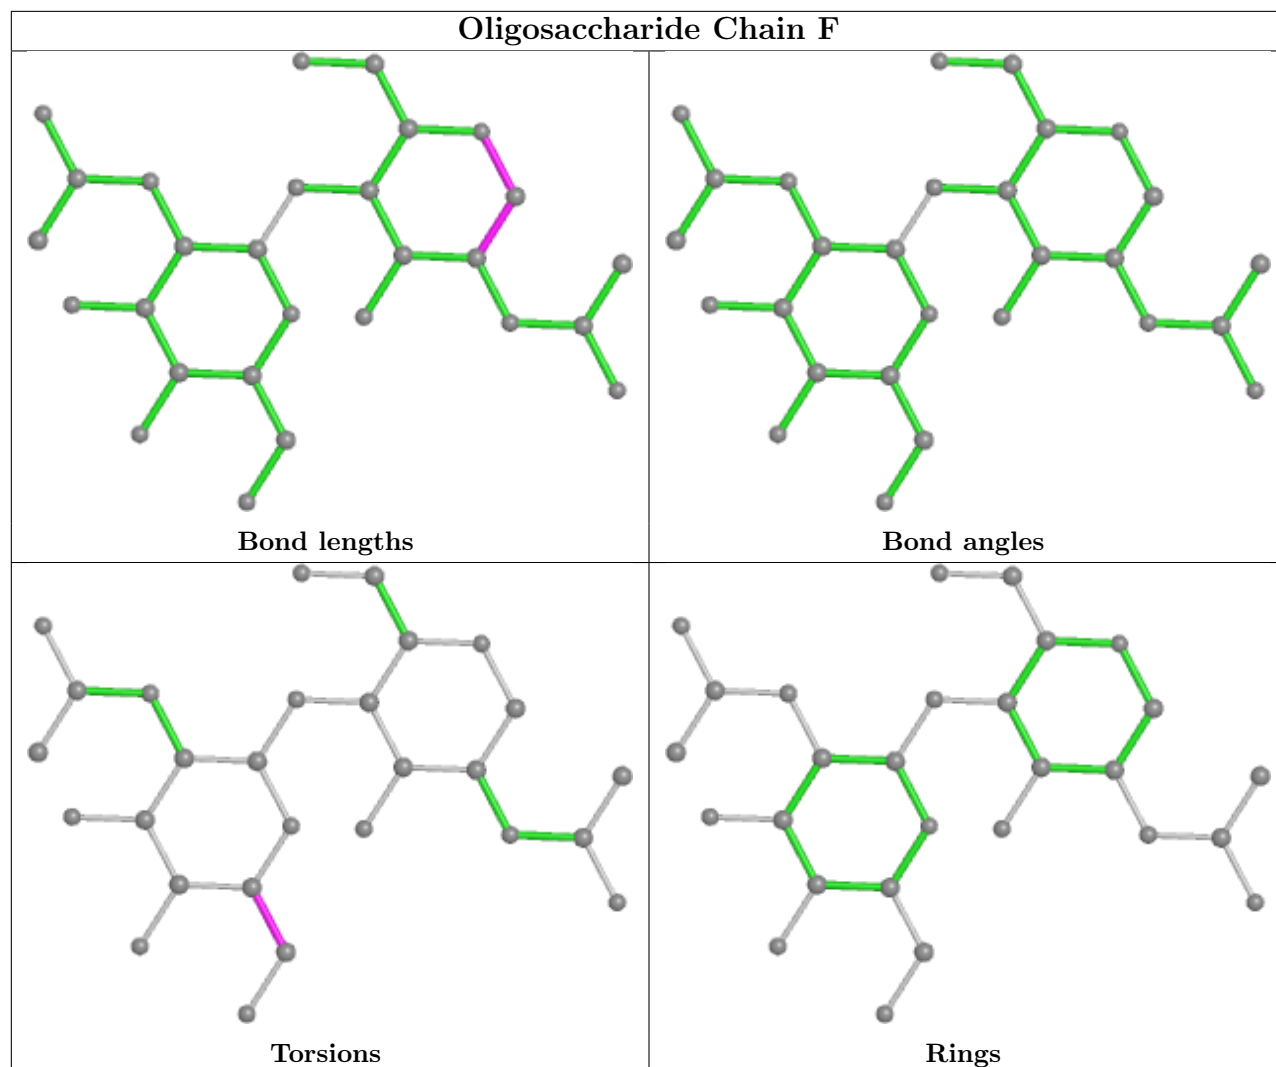 Oligosaccharide Chain F
Bond lengths
Bond angles
Torsions
Rings